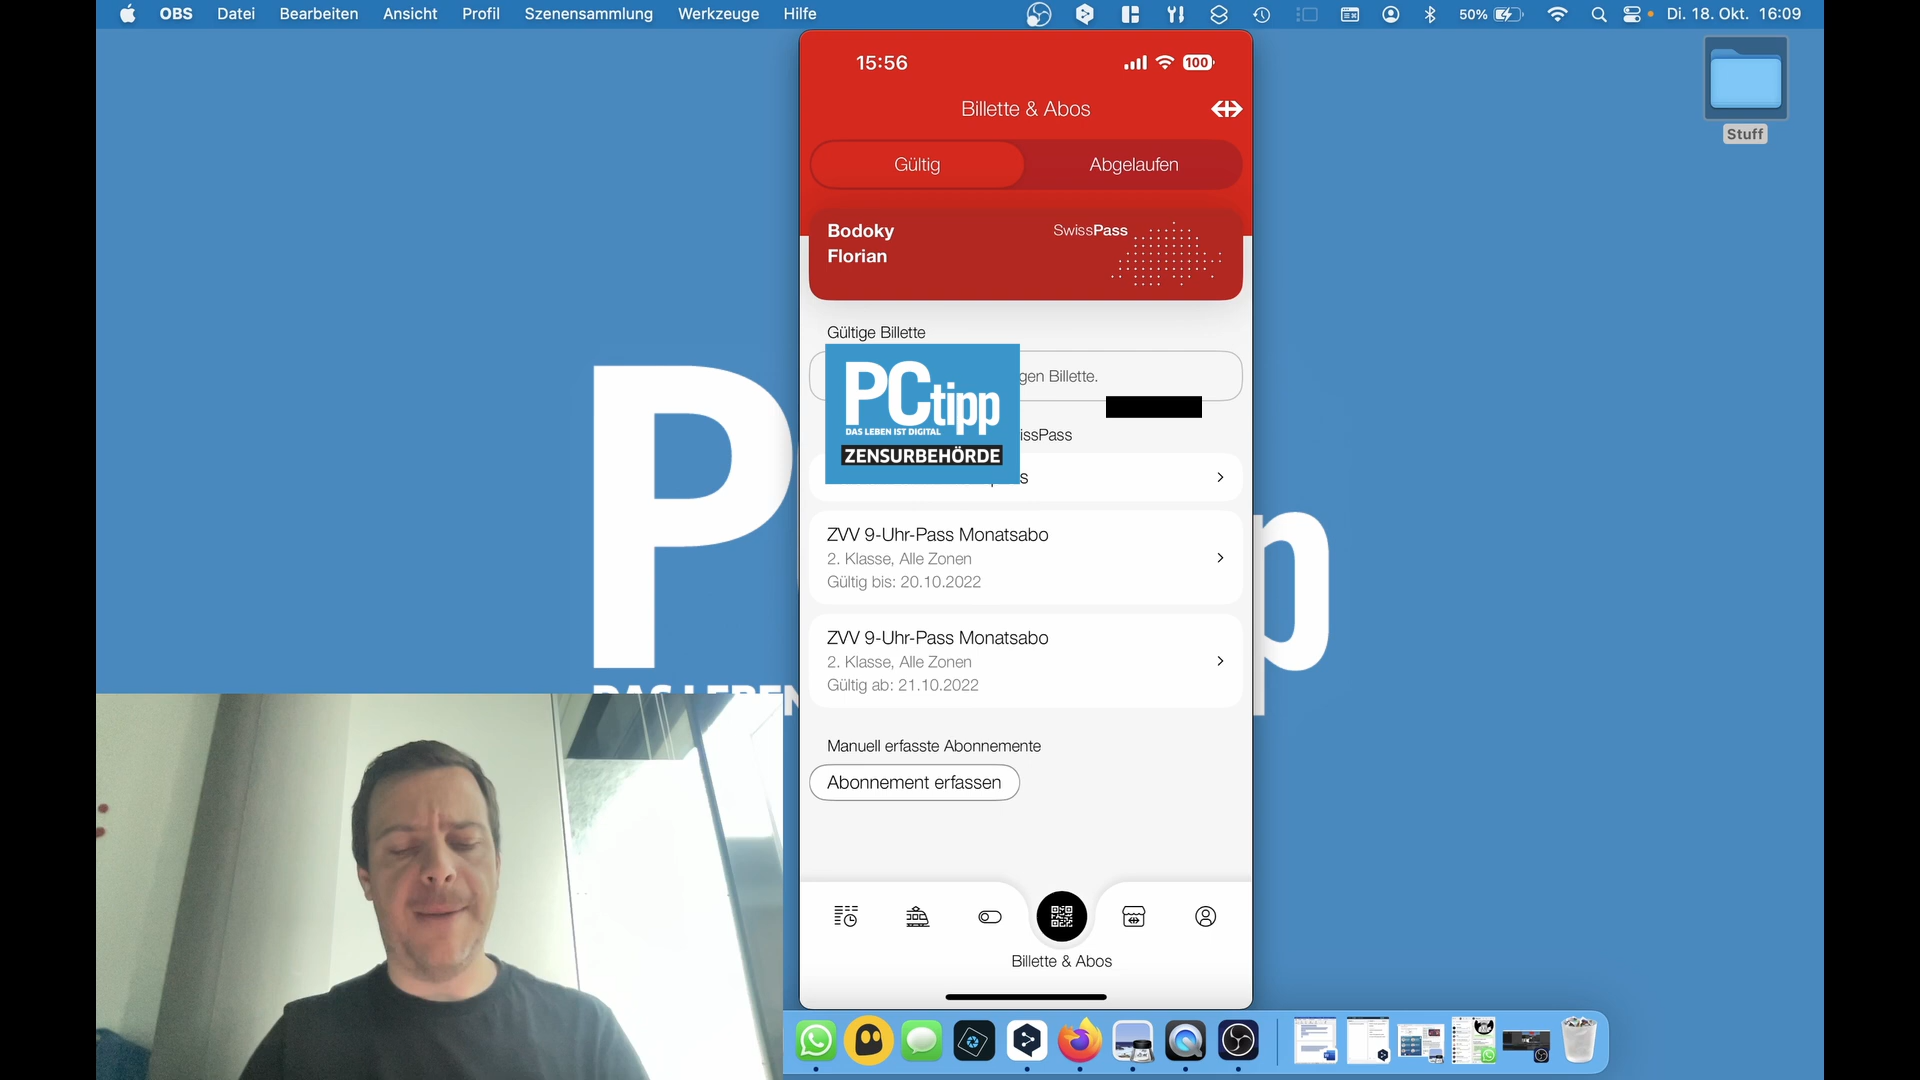 OBS Datei Bearbeiten Ansicht Profil Szenensammlung Werkzeuge Hilfe 50% Di. 18. Okt. 16:09
Stuff
15:56 100
Billette & Abos
Gültig Abgelaufen
Bodoky
Florian
SwissPass
Gültige Billette
gen Billette.
PCtipp
DAS LEBEN IST DIGITAL
ZENSURBEHÖRDE
issPass
ZVV 9-Uhr-Pass Monatsabo
2. Klasse, Alle Zonen
Gültig bis: 20.10.2022
ZVV 9-Uhr-Pass Monatsabo
2. Klasse, Alle Zonen
Gültig ab: 21.10.2022
P p
DAS LEBEN
Manuell erfasste Abonnemente
Abonnement erfassen
Billette & Abos